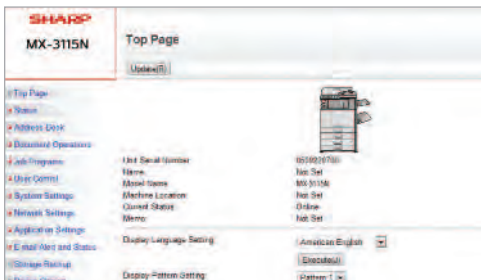 SHARP
MX-3115N
Top Page
Update(R)
Top Page
Status
Address Book
Document Operations
Job Programs
User Control
System Settings
Network Settings
Application Settings
E-mail Alert and Status
Storage Backup
Unit Serial Number
Name: Not Set
Model Name: MX-3115N
Machine Location: Not Set
Current Status: Online
Memo: Not Set
Display Language Setting: American English
Execute(J)
Display Pattern Setting: Pattern 1